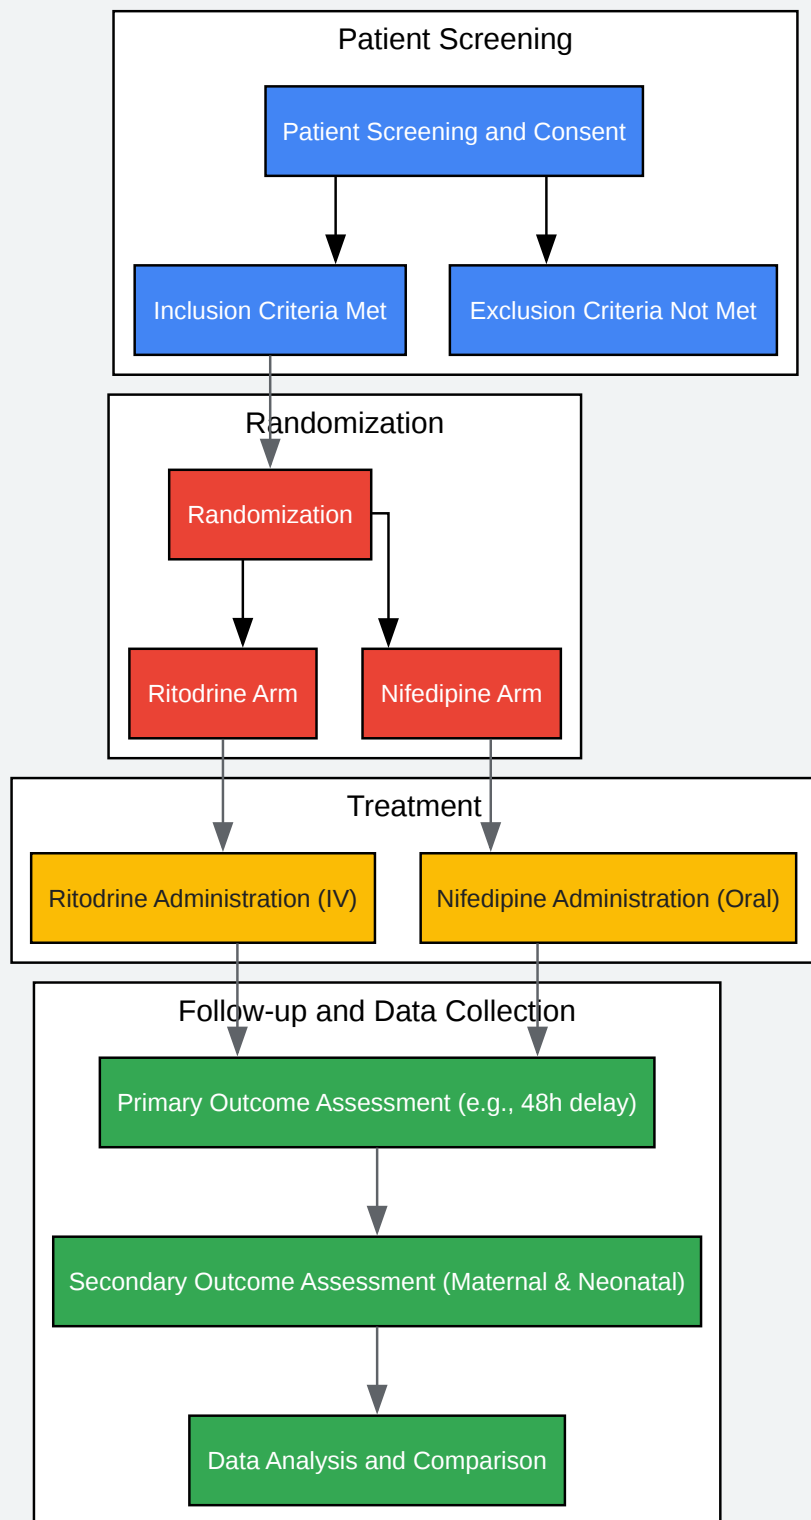 Patient Screening
Patient Screening and Consent
Inclusion Criteria Met
Exclusion Criteria Not Met
Randomization
Randomization
Ritodrine Arm
Nifedipine Arm
Treatment
Ritodrine Administration (IV)
Nifedipine Administration (Oral)
Follow-up and Data Collection
Primary Outcome Assessment (e.g., 48h delay)
Secondary Outcome Assessment (Maternal & Neonatal)
Data Analysis and Comparison